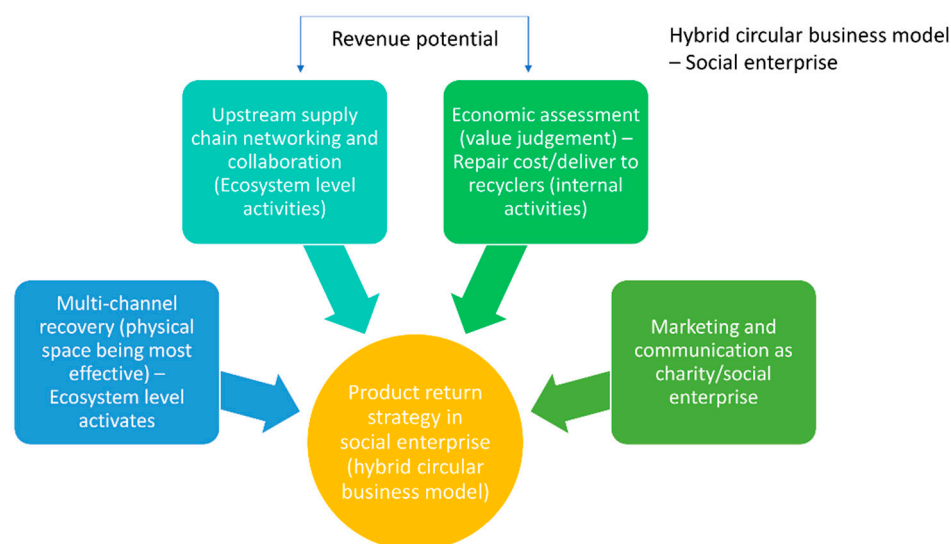 Revenue potential
Hybrid circular business model
– Social enterprise
Upstream supply
chain networking and
collaboration
(Ecosystem level
activities)
Economic assessment
(value judgement) –
Repair cost/deliver to
recyclers (internal
activities)
Multi-channel
recovery (physical
space being most
effective) –
Ecosystem level
activates
Marketing and
communication as
charity/social
enterprise
Product return
strategy in
social enterprise
(hybrid circular
business model)